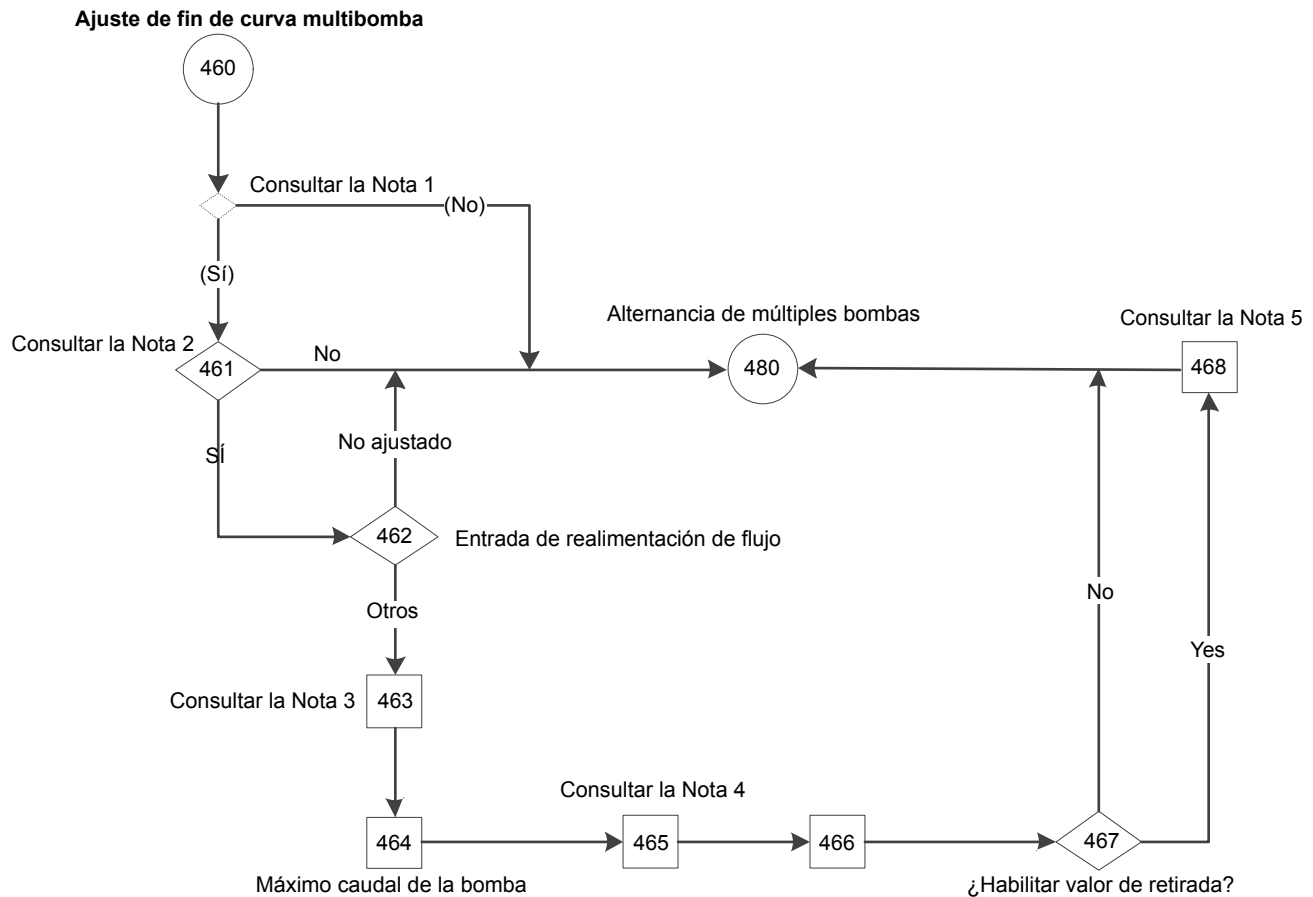 Ajuste de fin de curva multibomba
460
Consultar la Nota 1
(No)
(Sí)
Consultar la Nota 2
461
No
Alternancia de múltiples bombas
480
Consultar la Nota 5
468
SÍ
No ajustado
462
Entrada de realimentación de flujo
Otros
No
Yes
Consultar la Nota 3
463
Consultar la Nota 4
464
465
466
467
Máximo caudal de la bomba
¿Habilitar valor de retirada?